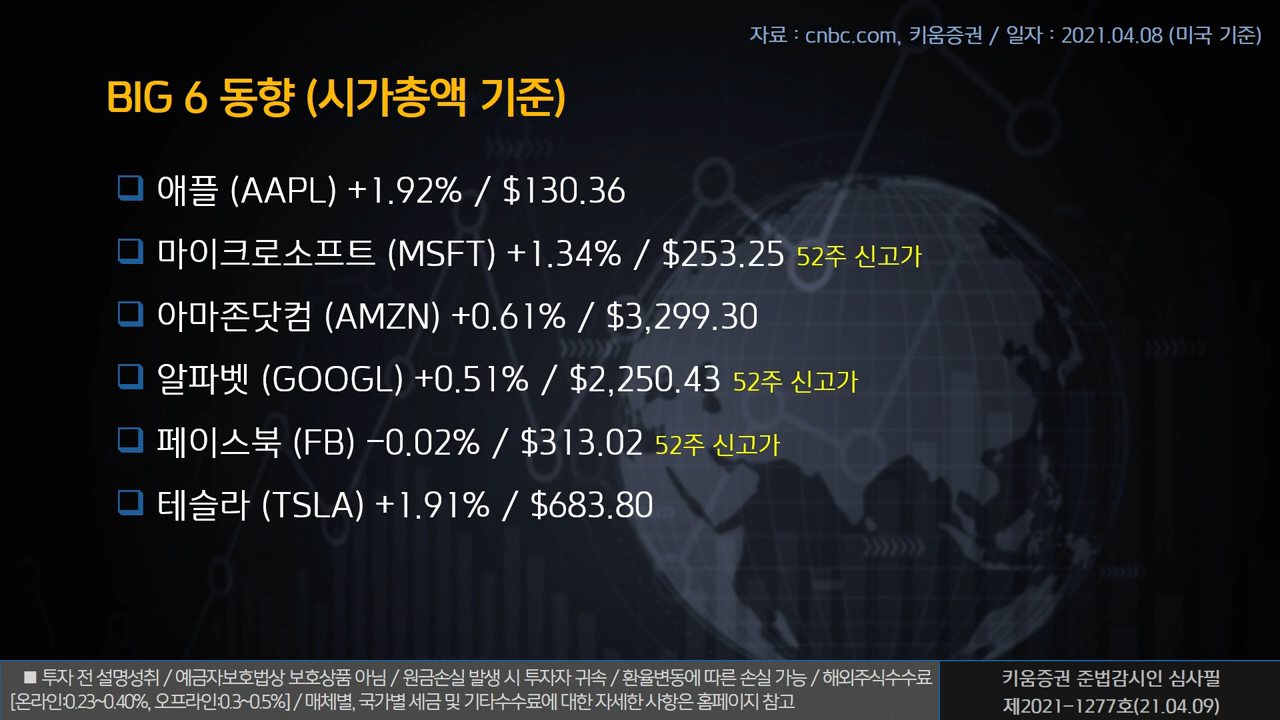 자료 : cnbc.com, 키움증권 / 일자 : 2021.04.08 (미국 기준)
BIG 6 동향 (시가총액 기준)
애플 (AAPL) +1.92% / $130.36
마이크로소프트 (MSFT) +1.34% / $253.25 52주 신고가
아마존닷컴 (AMZN) +0.61% / $3,299.30
알파벳 (GOOGL) +0.51% / $2,250.43 52주 신고가
페이스북 (FB) -0.02% / $313.02 52주 신고가
테슬라 (TSLA) +1.91% / $683.80
■ 투자 전 설명성취 / 예금자보호법상 보호상품 아님 / 원금손실 발생 시 투자자 귀속 / 환율변동에 따른 손실 가능 / 해외주식수수료
[온라인:0.23~0.40%, 오프라인:0.3~0.5%] / 매체별, 국가별 세금 및 기타수수료에 대한 자세한 사항은 홈페이지 참고
키움증권 준법감시인 심사필
제2021-1277호(21.04.09)